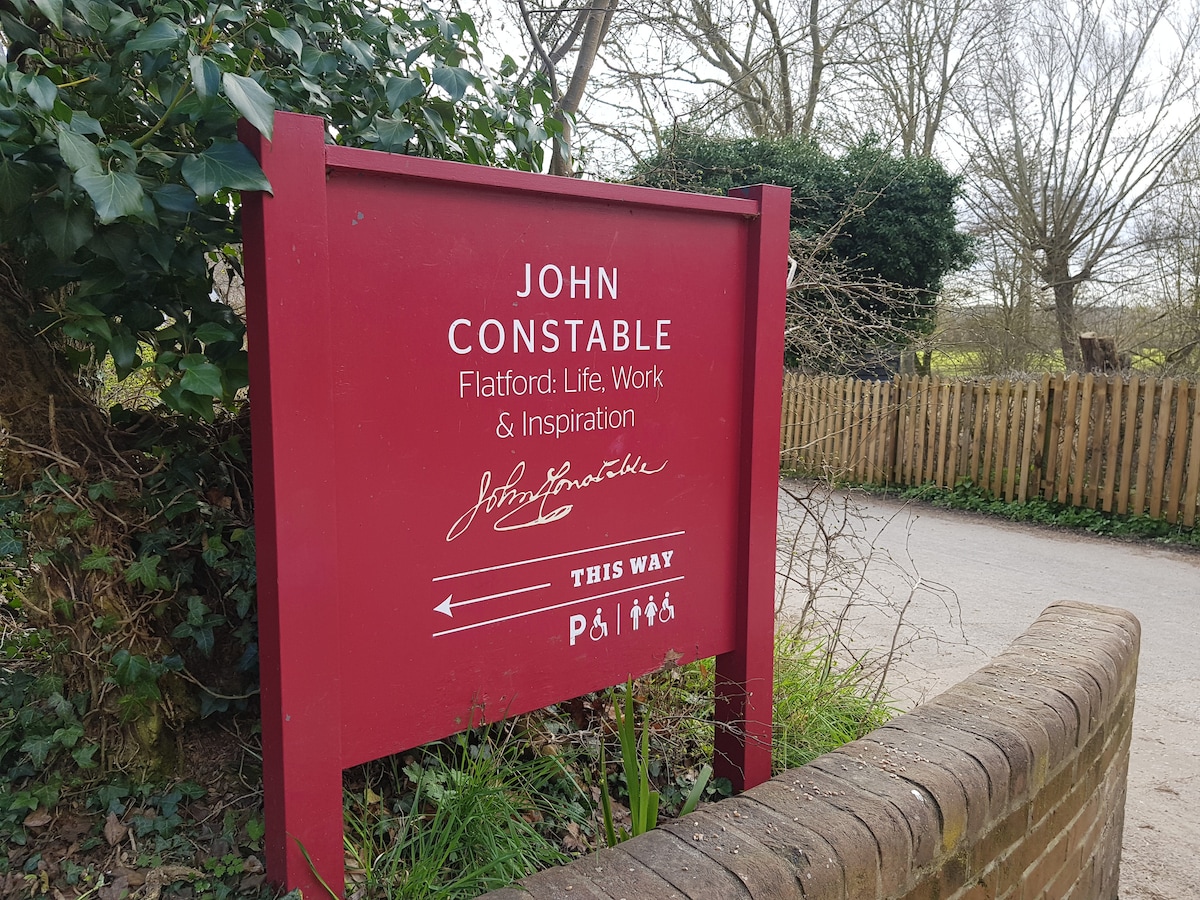 JOHN
CONSTABLE
Flatford: Life, Work
& Inspiration
John Constable
THIS WAY
P